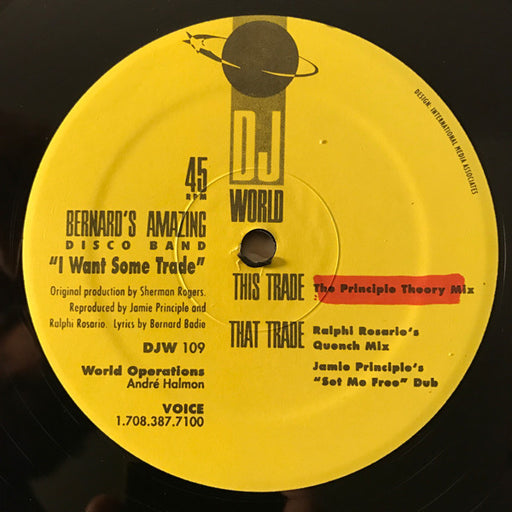 DJ
WORLD
45
RPM
BERNARD'S AMAZING
DISCO BAND
"I Want Some Trade"
Original production by Sherman Rogers.
Reproduced by Jamie Principle and
Ralphi Rosario. Lyrics by Bernard Badie
DJW 109
World Operations
André Halmon
VOICE
1.708.387.7100
THIS TRADE The Principle Theory Mix
THAT TRADE Ralphi Rosario's
Quench Mix
Jamie Principle's
"Set Me Free" Dub
DESIGN: INTERNATIONAL MEDIA ASSOCIATES